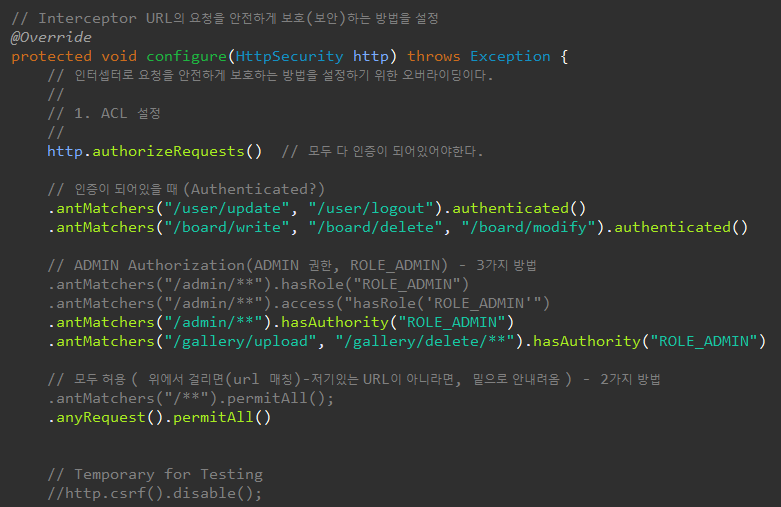 // Interceptor URL의 요청을 안전하게 보호(보안)하는 방법을 설정
@Override
protected void configure(HttpSecurity http) throws Exception {
// 인터셉터로 요청을 안전하게 보호하는 방법을 설정하기 위한 오버라이딩이다.
//
// 1. ACL 설정
//
http.authorizeRequests()  // 모두 다 인증이 되어있어야한다.
// 인증이 되어있을 때 (Authenticated?)
.antMatchers("/user/update", "/user/logout").authenticated()
.antMatchers("/board/write", "/board/delete", "/board/modify").authenticated()
// ADMIN Authorization(ADMIN 권한, ROLE_ADMIN) - 3가지 방법
.antMatchers("/admin/**").hasRole("ROLE_ADMIN")
.antMatchers("/admin/**").access("hasRole('ROLE_ADMIN'")
.antMatchers("/admin/**").hasAuthority("ROLE_ADMIN")
.antMatchers("/gallery/upload", "/gallery/delete/**").hasAuthority("ROLE_ADMIN")
// 모두 허용 ( 위에서 걸리면(url 매칭)-저기있는 URL이 아니라면, 밑으로 안내려옴 ) - 2가지 방법
.antMatchers("/**").permitAll();
.anyRequest().permitAll()
// Temporary for Testing
//http.csrf().disable();